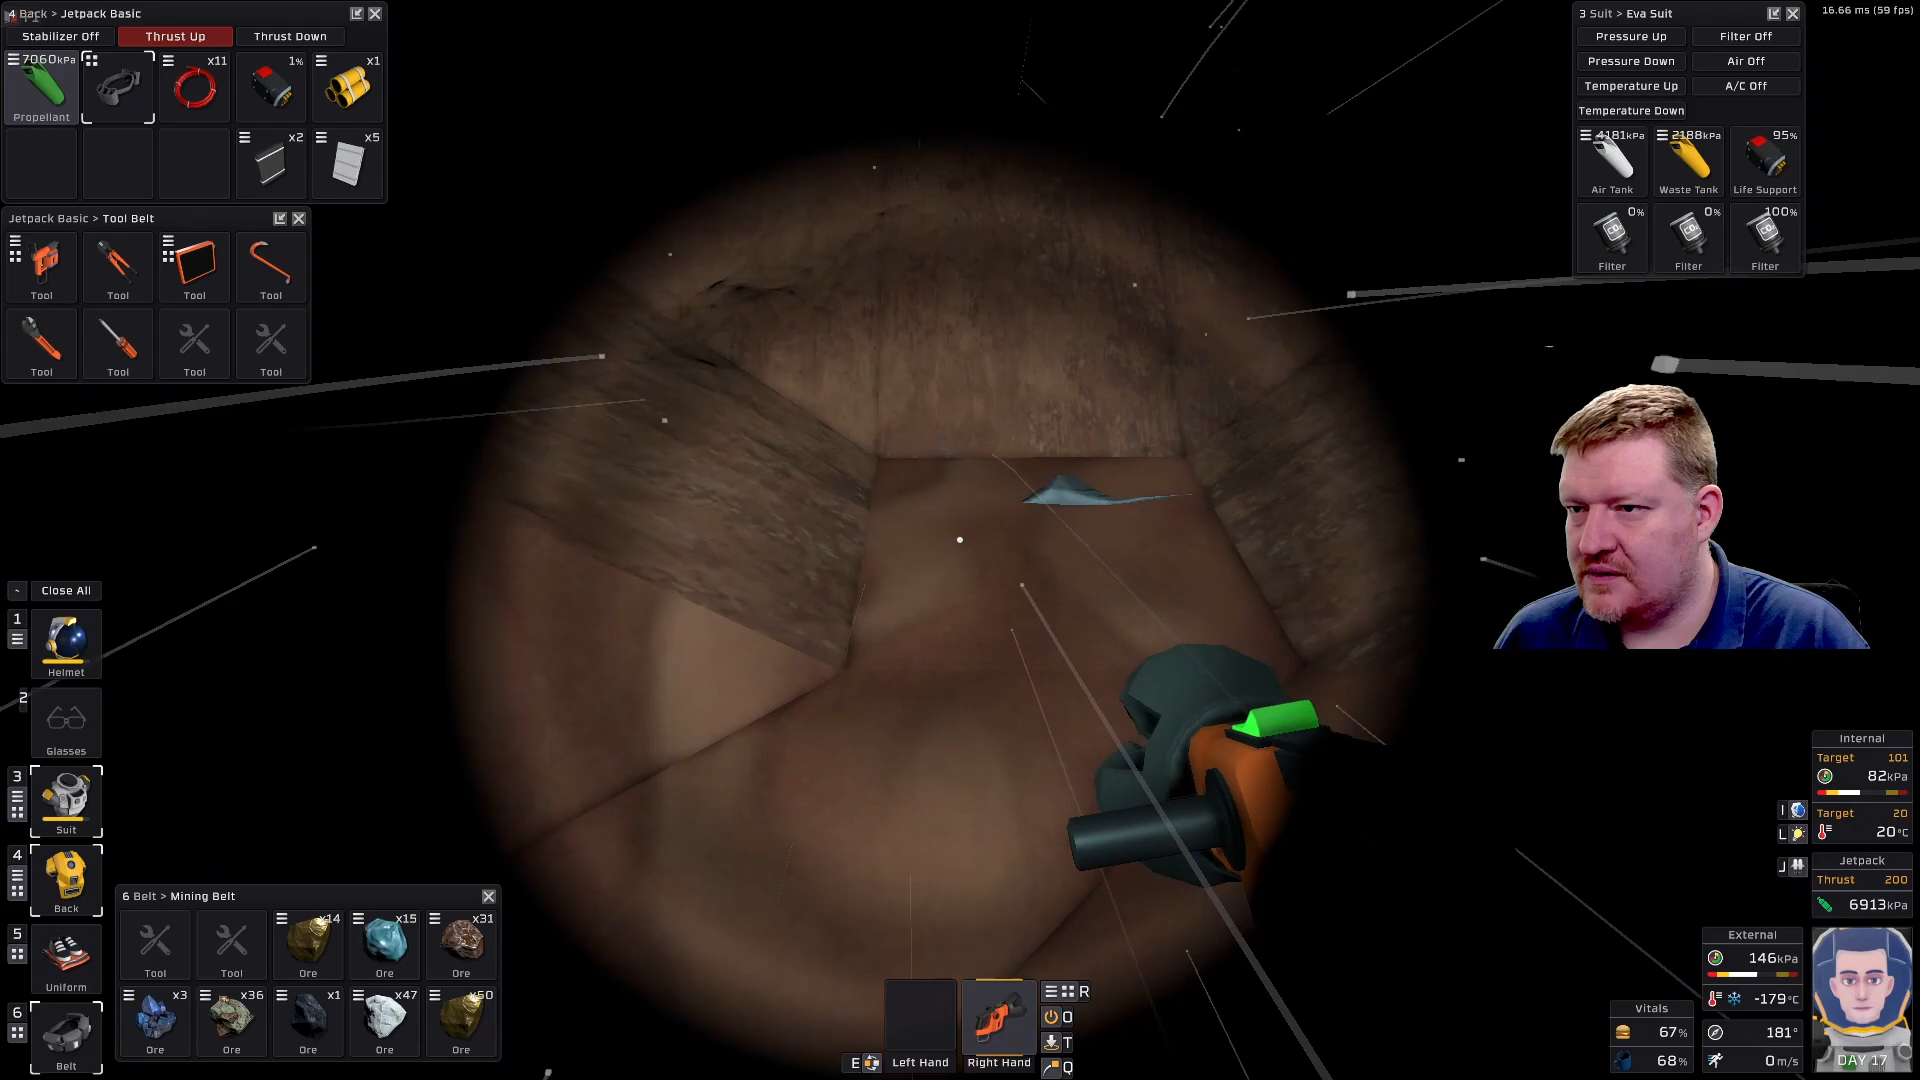 4 Back > Jetpack Basic
Stabilizer Off Thrust Up Thrust Down
7060kPa x11 1% x1
Propellant
x2 x5
Jetpack Basic > Tool Belt
Tool Tool Tool Tool
Tool Tool Tool Tool
3 Suit > Eva Suit
16.66 ms (59 fps)
Pressure Up Filter Off
Pressure Down Air Off
Temperature Up A/C Off
Temperature Down
4181kPa 2188kPa 95%
Air Tank Waste Tank Life Support
0% 0% 100%
Filter Filter Filter
~ Close All
1
Helmet
2
Glasses
3
Suit
4
Back
5
Uniform
6
Belt
6 Belt > Mining Belt
x14 x15 x31
Tool Tool Ore Ore Ore
x3 x36 x1 x47 x50
Ore Ore Ore Ore Ore
R
O
T
E Left Hand Right Hand Q
Internal
Target 101
I 82kPa
Target 20
L 20°C
J Jetpack
Thrust 200
6913kPa
External
146kPa
-179°C
Vitals
67% 181°
68% 0m/s
DAY 17